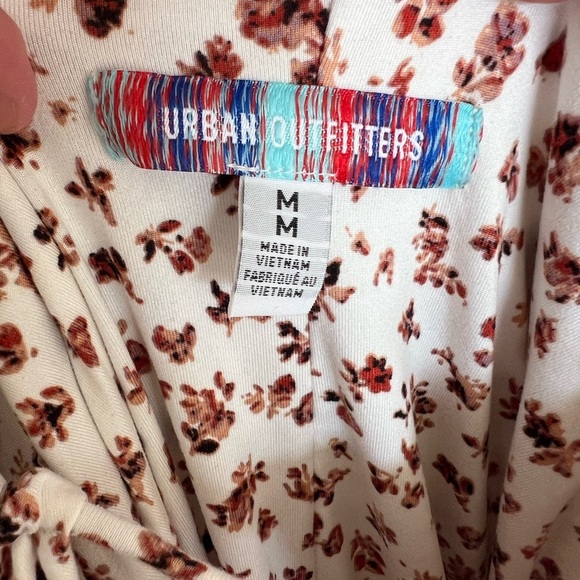 URBAN OUTFITTERS
M
M
MADE IN
VIETNAM
FABRIQUÉ AU
VIETNAM